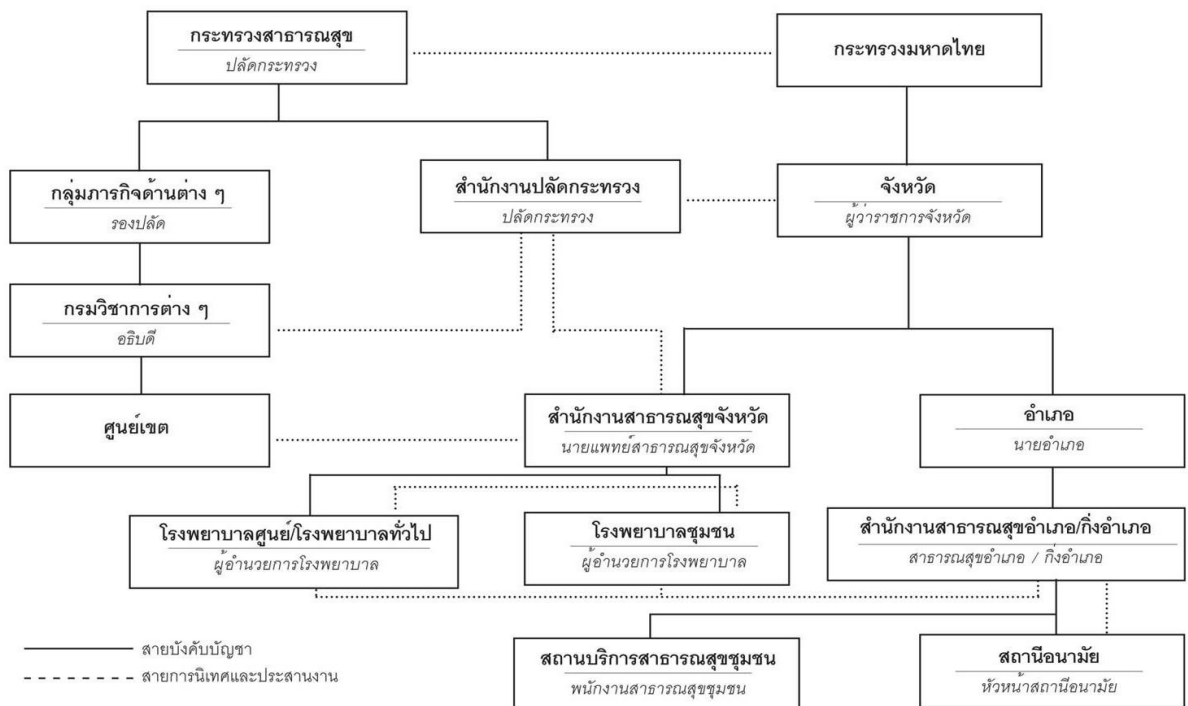 กระทรวงสาธารณสุข
ปลัดกระทรวง
กระทรวงมหาดไทย
กลุ่มภารกิจด้านต่าง ๆ
รองปลัด
สำนักงานปลัดกระทรวง
ปลัดกระทรวง
จังหวัด
ผู้ว่าราชการจังหวัด
กรมวิชาการต่าง ๆ
อธิบดี
ศูนย์เขต
สำนักงานสาธารณสุขจังหวัด
นายแพทย์สาธารณสุขจังหวัด
อำเภอ
นายอำเภอ
โรงพยาบาลศูนย์/โรงพยาบาลทั่วไป
ผู้อำนวยการโรงพยาบาล
โรงพยาบาลชุมชน
ผู้อำนวยการโรงพยาบาล
สำนักงานสาธารณสุขอำเภอ/กิ่งอำเภอ
สาธารณสุขอำเภอ / กิ่งอำเภอ
สถานบริการสาธารณสุขชุมชน
พนักงานสาธารณสุขชุมชน
สถานีอนามัย
หัวหน้าสถานีอนามัย
สายบังคับบัญชา
สายการนิเทศและประสานงาน